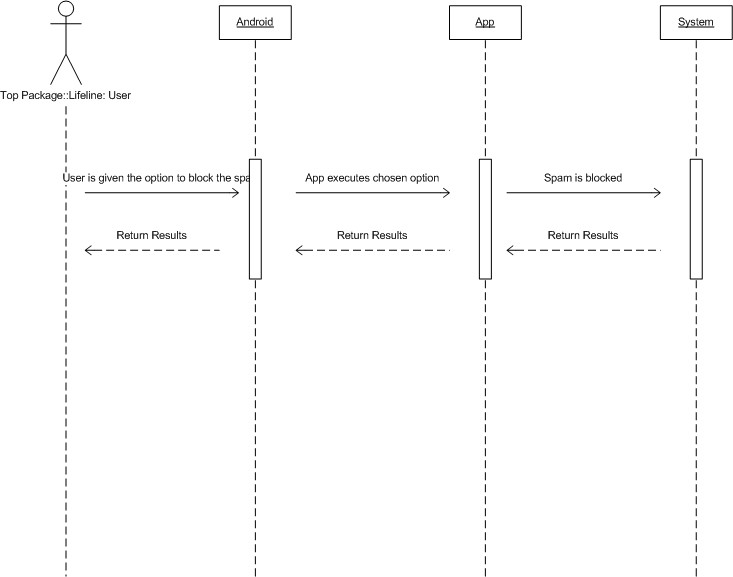 Android
App
System
Top Package::Lifeline: User
User is given the option to block the spa
App executes chosen option
Spam is blocked
Return Results
Return Results
Return Results